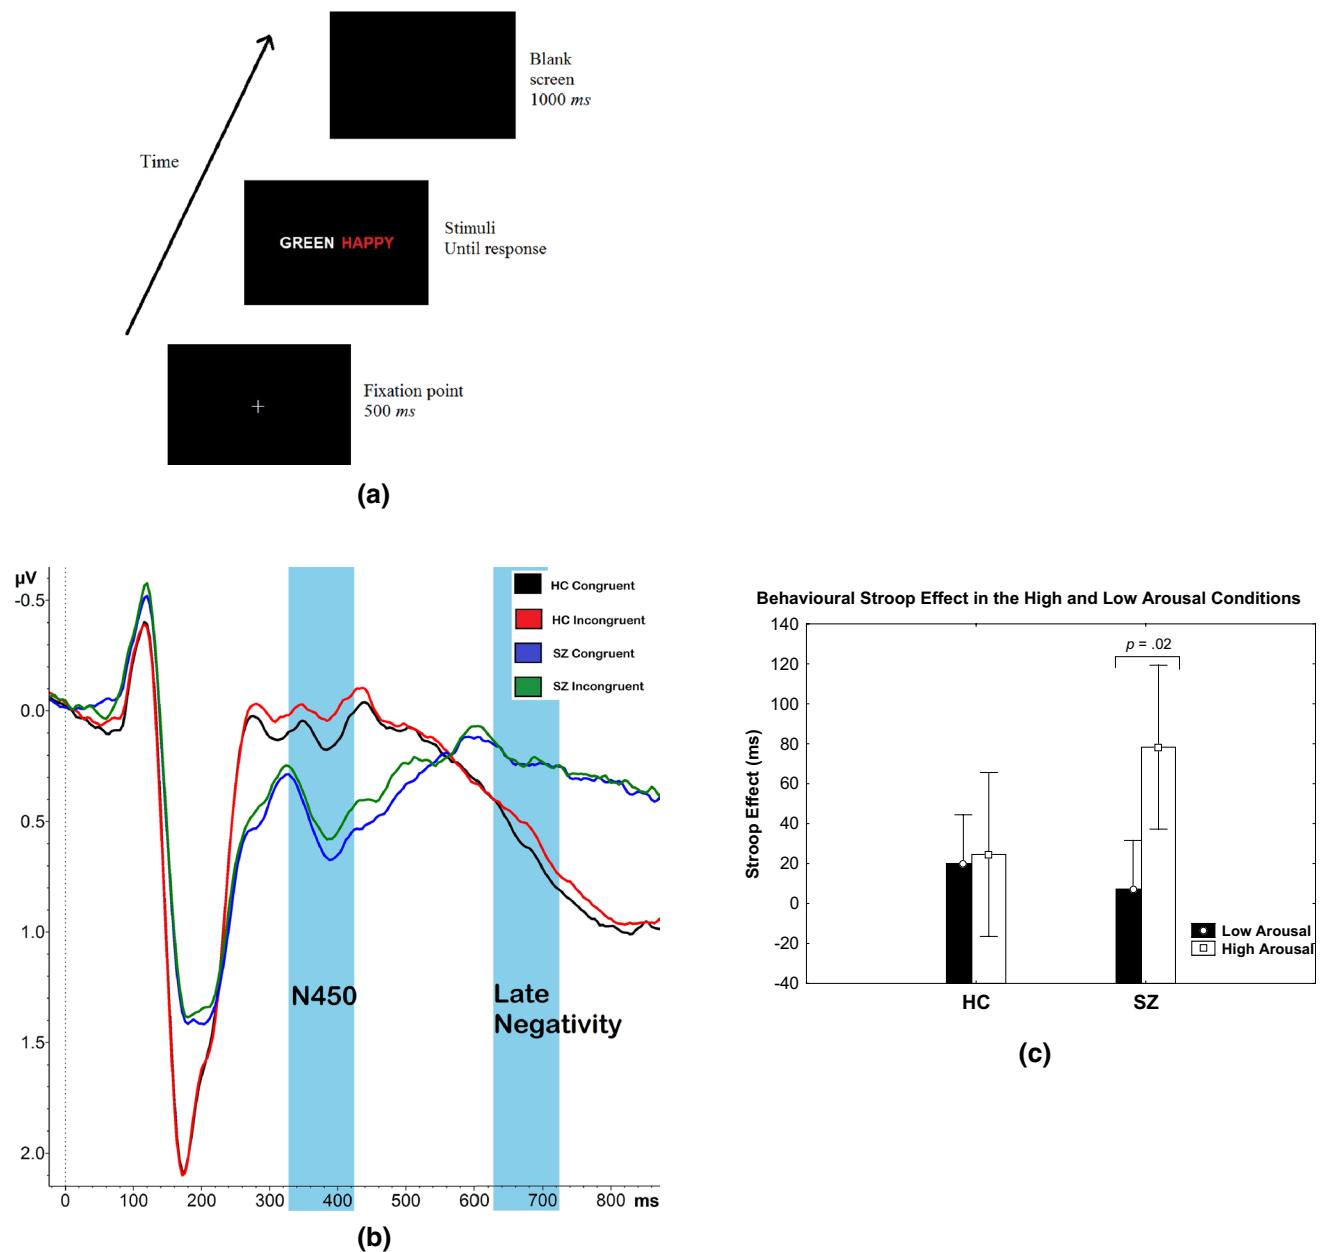 Blank
screen
1000 ms
Time
GREEN HAPPY
Stimuli
Until response
Fixation point
500 ms
(a)
µV
-0.5
0.0
0.5
1.0
1.5
2.0
HC Congruent
HC Incongruent
SZ Congruent
SZ Incongruent
N450
Late
Negativity
0 100 200 300 400 500 600 700 800 ms
(b)
Behavioural Stroop Effect in the High and Low Arousal Conditions
Stroop Effect (ms)
140
120
100
80
60
40
20
0
-20
-40
p = .02
Low Arousal
High Arousal
HC SZ
(c)